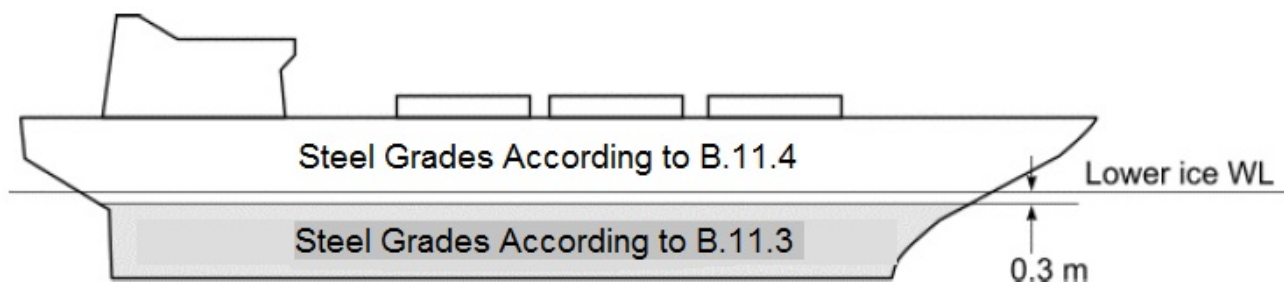 Steel Grades According to B.11.4
Lower ice WL
Steel Grades According to B.11.3
0.3 m